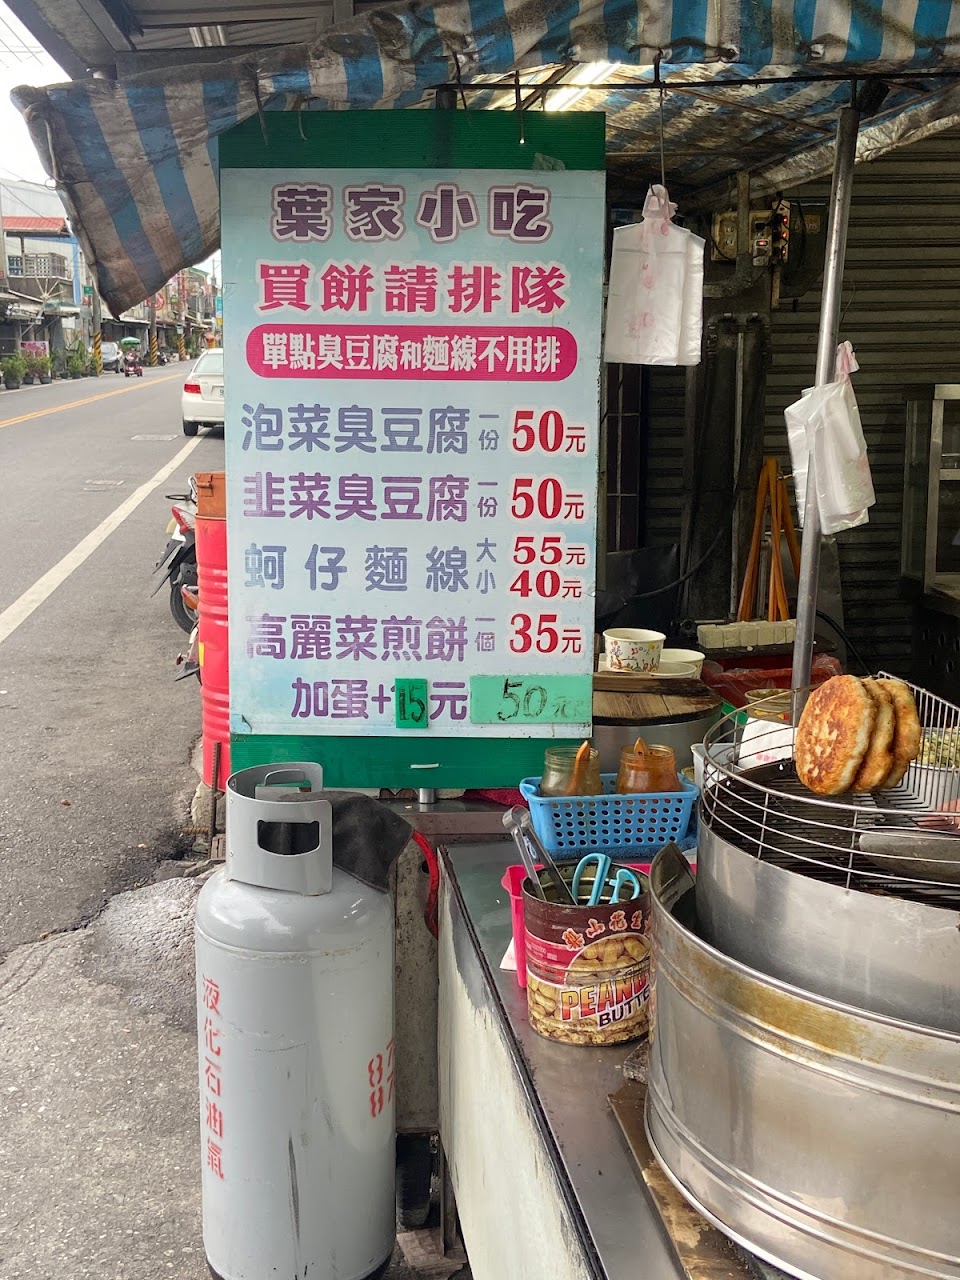 葉家小吃
買餅請排隊
單點臭豆腐和麵線不用排
泡菜臭豆腐一份50元
韭菜臭豆腐一份50元
蚵仔麵線大55元
小40元
高麗菜煎餅一個35元
加蛋+15元 50元
液化石油氣
PEANUT
BUTTER